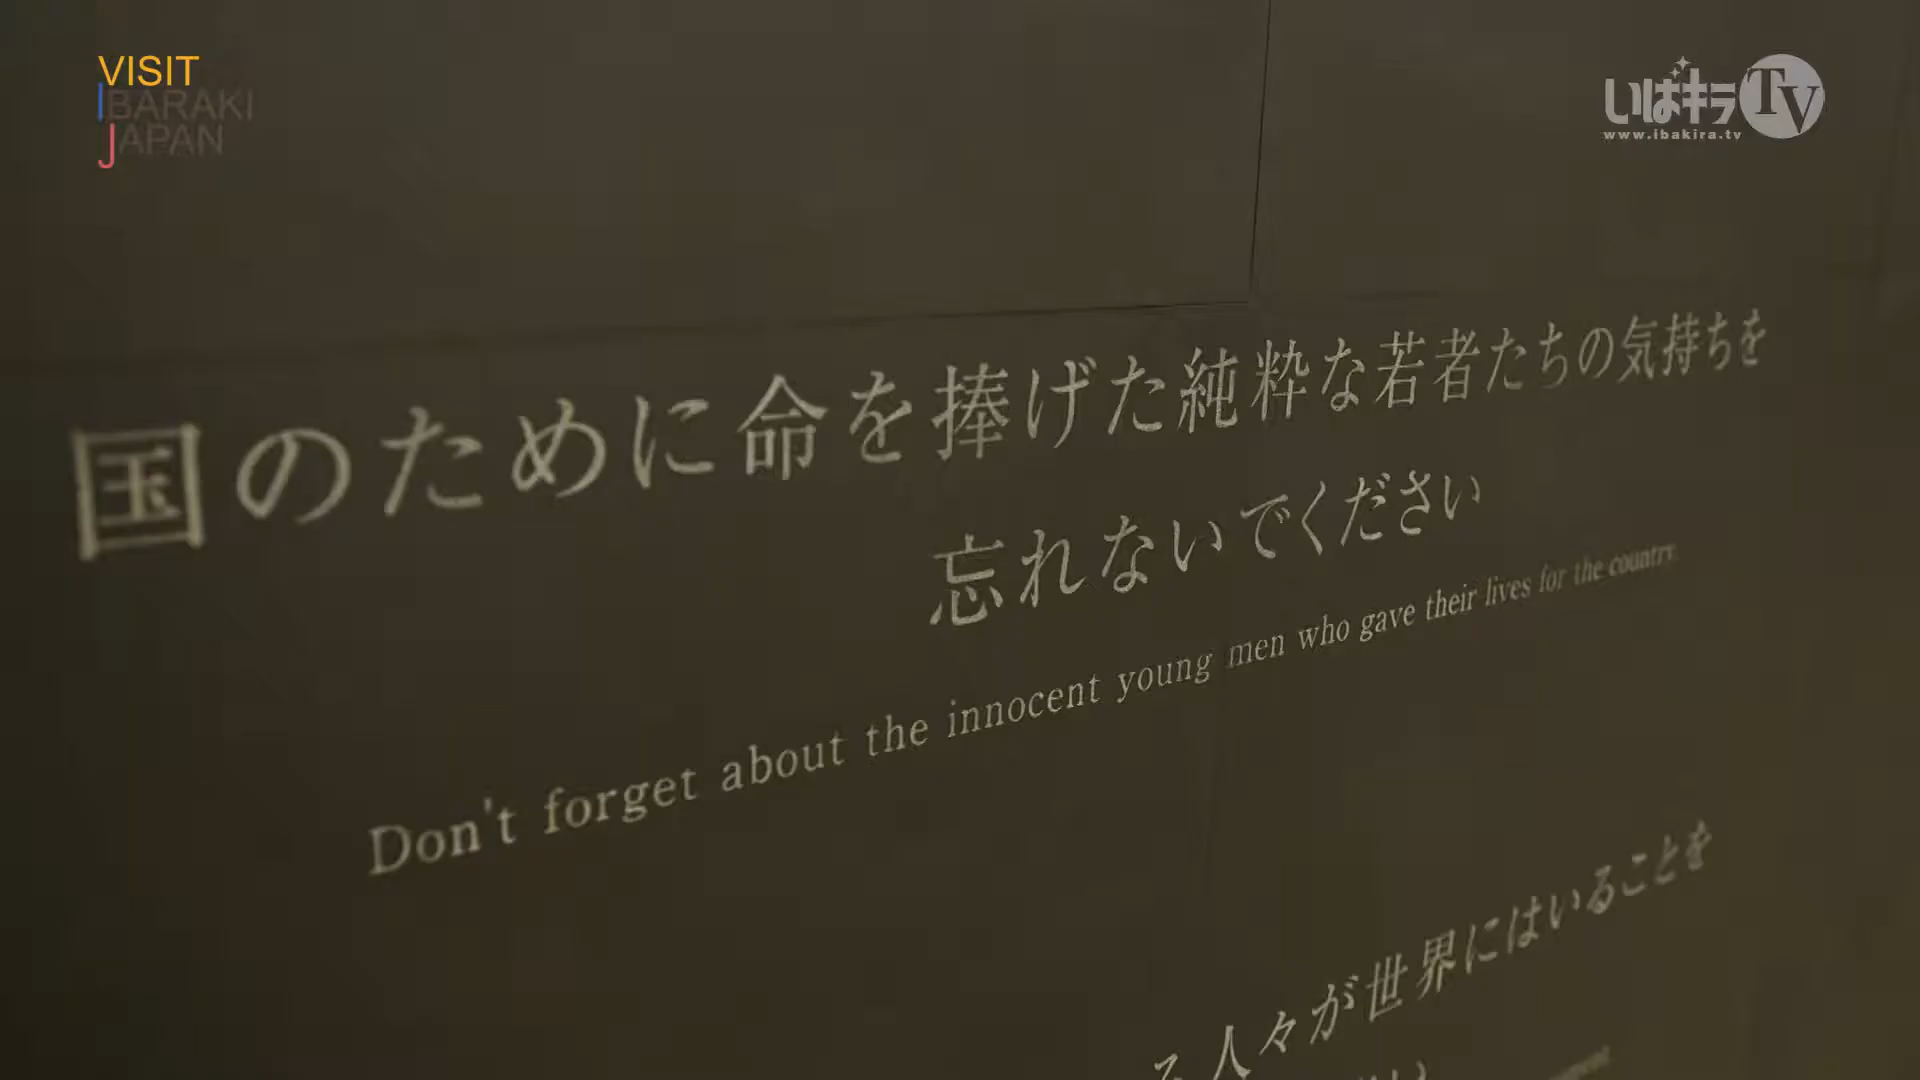 VISIT
IBARAKI
JAPAN
いばキラTV
www.ibakira.tv
国のために命を捧げた純粋な若者たちの気持ちを
忘れないでください
Don't forget about the innocent young men who gave their lives for the country
人々が世界にはいることを